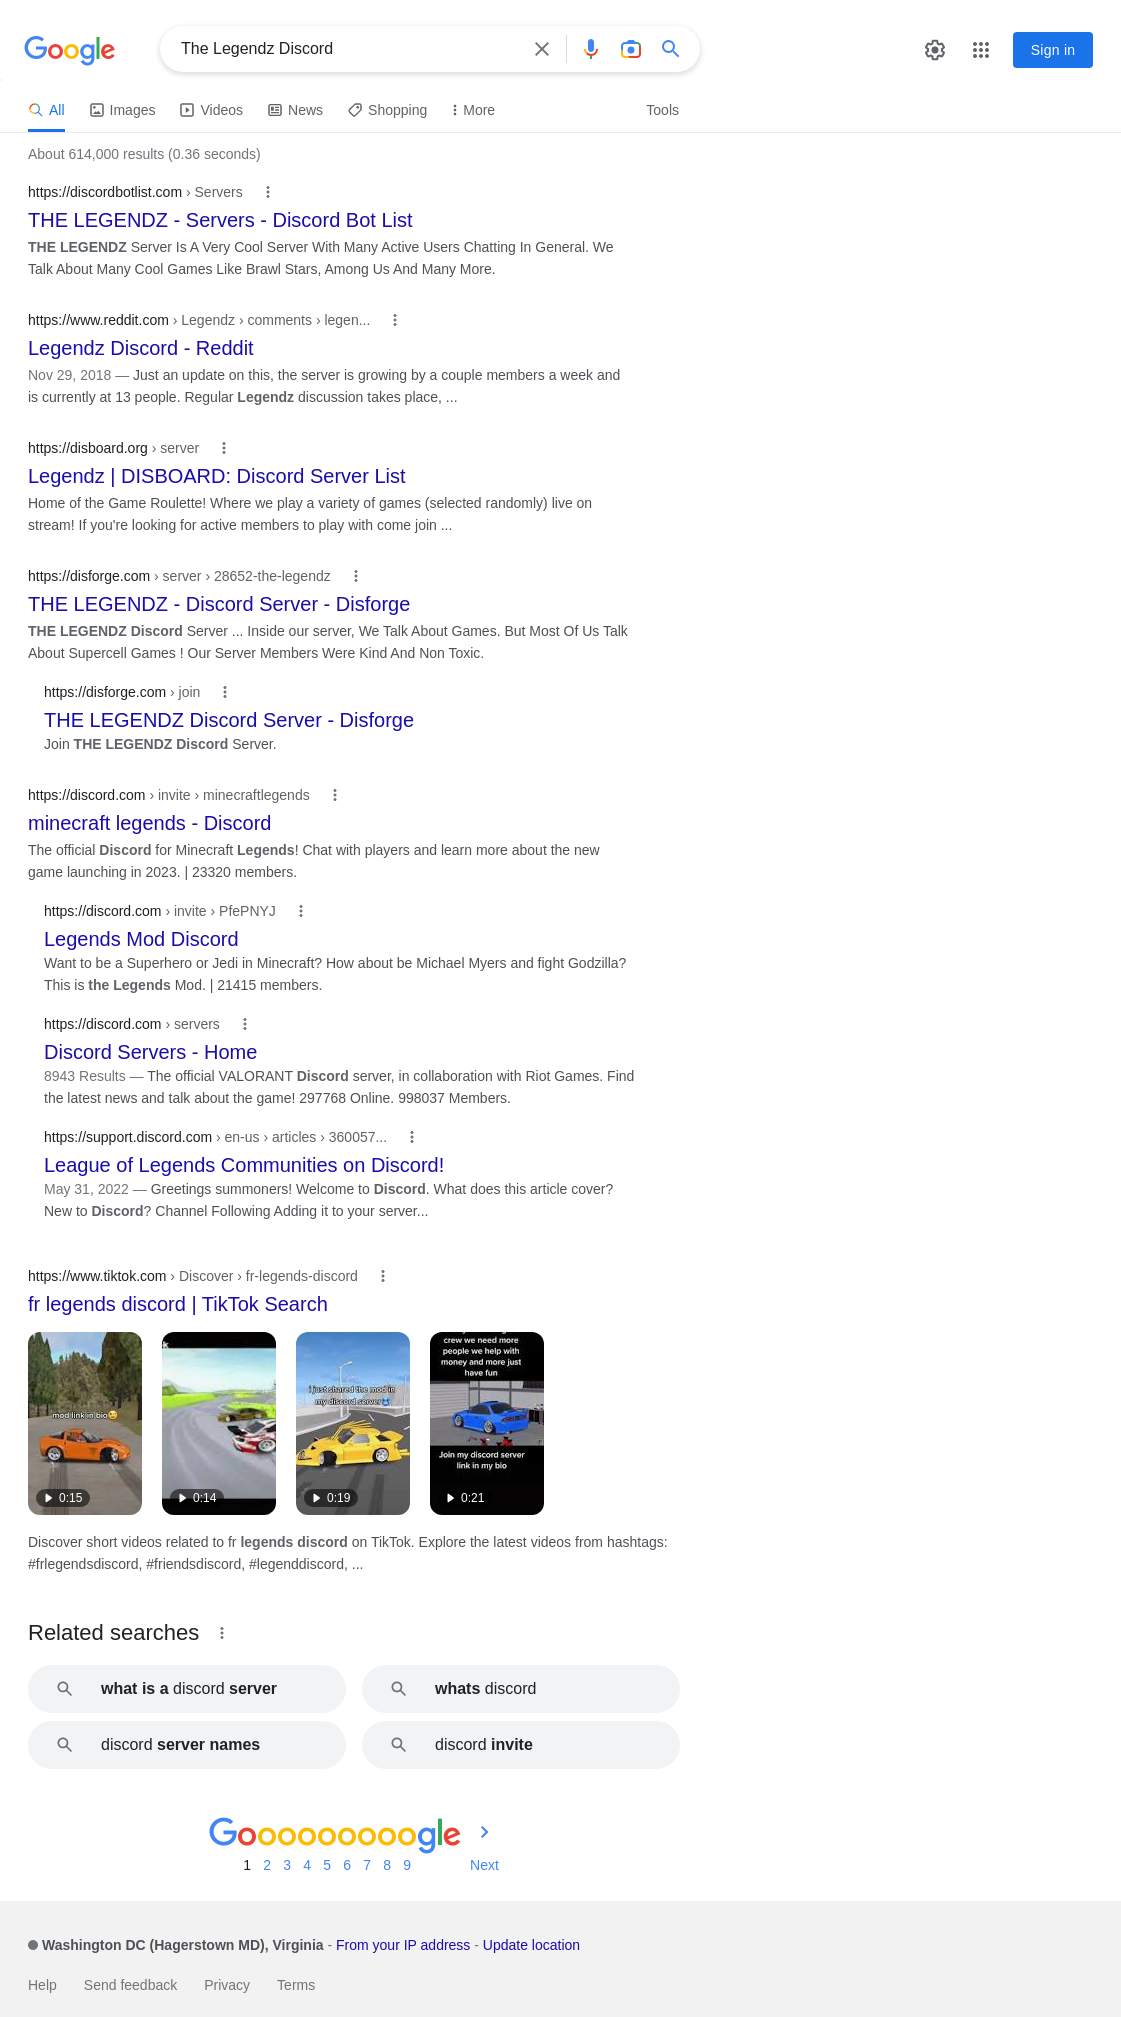 Google
The Legendz Discord
Sign in
All
Images
Videos
News
Shopping
More
Tools
About 614,000 results (0.36 seconds)
https://discordbotlist.com › Servers
THE LEGENDZ - Servers - Discord Bot List
THE LEGENDZ Server Is A Very Cool Server With Many Active Users Chatting In General. We
Talk About Many Cool Games Like Brawl Stars, Among Us And Many More.
https://www.reddit.com › Legendz › comments › legen...
Legendz Discord - Reddit
Nov 29, 2018 — Just an update on this, the server is growing by a couple members a week and
is currently at 13 people. Regular Legendz discussion takes place, ...
https://disboard.org › server
Legendz | DISBOARD: Discord Server List
Home of the Game Roulette! Where we play a variety of games (selected randomly) live on
stream! If you're looking for active members to play with come join ...
https://disforge.com › server › 28652-the-legendz
THE LEGENDZ - Discord Server - Disforge
THE LEGENDZ Discord Server ... Inside our server, We Talk About Games. But Most Of Us Talk
About Supercell Games ! Our Server Members Were Kind And Non Toxic.
https://disforge.com › join
THE LEGENDZ Discord Server - Disforge
Join THE LEGENDZ Discord Server.
https://discord.com › invite › minecraftlegends
minecraft legends - Discord
The official Discord for Minecraft Legends! Chat with players and learn more about the new
game launching in 2023. | 23320 members.
https://discord.com › invite › PfePNYJ
Legends Mod Discord
Want to be a Superhero or Jedi in Minecraft? How about be Michael Myers and fight Godzilla?
This is the Legends Mod. | 21415 members.
https://discord.com › servers
Discord Servers - Home
8943 Results — The official VALORANT Discord server, in collaboration with Riot Games. Find
the latest news and talk about the game! 297768 Online. 998037 Members.
https://support.discord.com › en-us › articles › 360057...
League of Legends Communities on Discord!
May 31, 2022 — Greetings summoners! Welcome to Discord. What does this article cover?
New to Discord? Channel Following Adding it to your server...
https://www.tiktok.com › Discover › fr-legends-discord
fr legends discord | TikTok Search
mod link in bio😏
0:15
0:14
i just shared the mod in
my discord server
0:19
crew we need more
people we help with
money and more just
have fun
Join my discord server
link in my bio
0:21
Discover short videos related to fr legends discord on TikTok. Explore the latest videos from hashtags:
#frlegendsdiscord, #friendsdiscord, #legenddiscord, ...
Related searches
what is a discord server
whats discord
discord server names
discord invite
Gooooooooogle
1 2 3 4 5 6 7 8 9 Next
Washington DC (Hagerstown MD), Virginia - From your IP address - Update location
Help Send feedback Privacy Terms